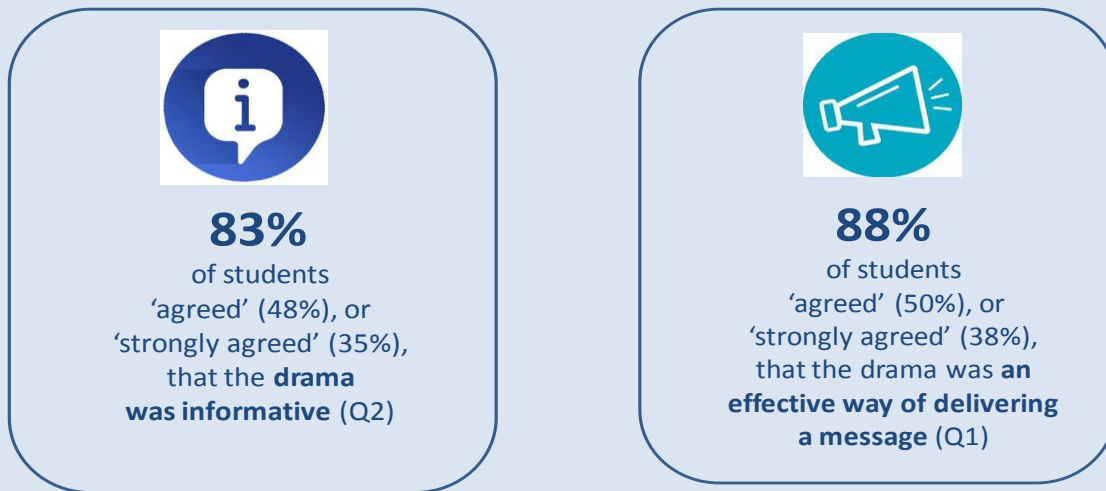 i
83%
of students
‘agreed’ (48%), or
‘strongly agreed’ (35%),
that the drama
was informative (Q2)
88%
of students
‘agreed’ (50%), or
‘strongly agreed’ (38%),
that the drama was an
effective way of delivering
a message (Q1)